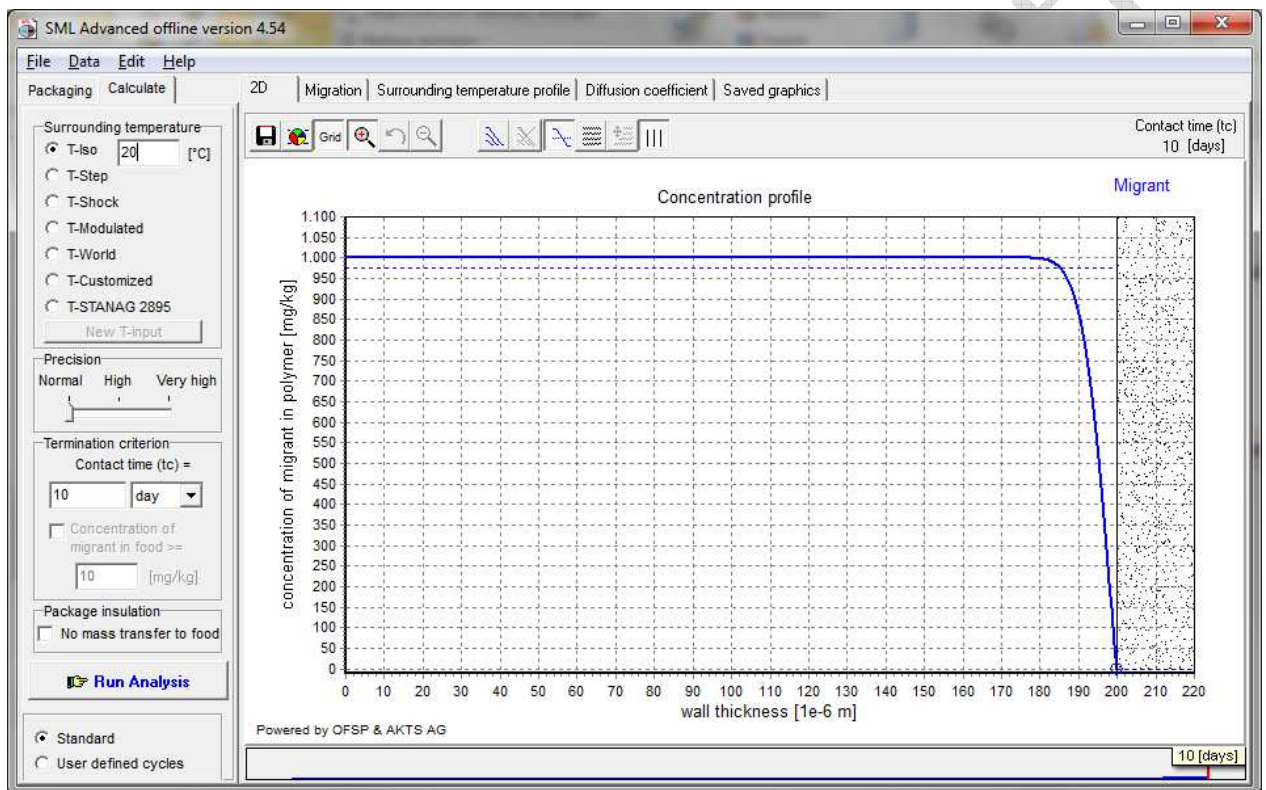 SML Advanced offline version 4.54
File Data Edit Help
Packaging Calculate
2D Migration Surrounding temperature profile Diffusion coefficient Saved graphics
Surrounding temperature
T-Iso 20 [°C]
T-Step
T-Shock
T-Modulated
T-World
T-Customized
T-STANAG 2895
New T-input
Precision
Normal High Very high
Termination criterion
Contact time (tc) =
10 day
Concentration of
migrant in food >=
10 [mg/kg]
Package insulation
No mass transfer to food
Run Analysis
Standard
User defined cycles
Grid
Contact time (tc)
10 [days]
Concentration profile
Migrant
concentration of migrant in polymer [mg/kg]
1.100
1.050
1.000
950
900
850
800
750
700
650
600
550
500
450
400
350
300
250
200
150
100
50
0
0 10 20 30 40 50 60 70 80 90 100 110 120 130 140 150 160 170 180 190 200 210 220
wall thickness [1e-6 m]
Powered by OFSP & AKTS AG
10 [days]